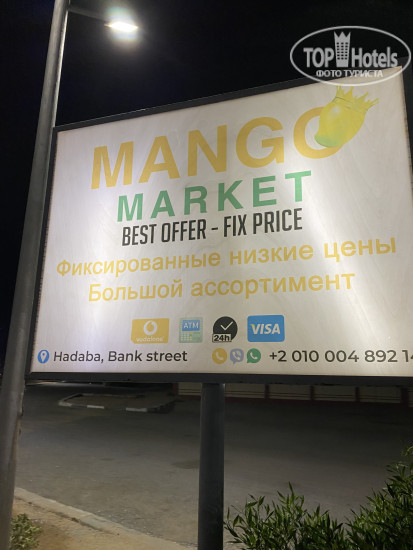 TOP Hotels
ФОТО ТУРИСТА
MANGO
MARKET
BEST OFFER - FIX PRICE
Фиксированные низкие цены
Большой ассортимент
vodafone ATM 24h VISA
Hadaba, Bank street +2 010 004 892 14